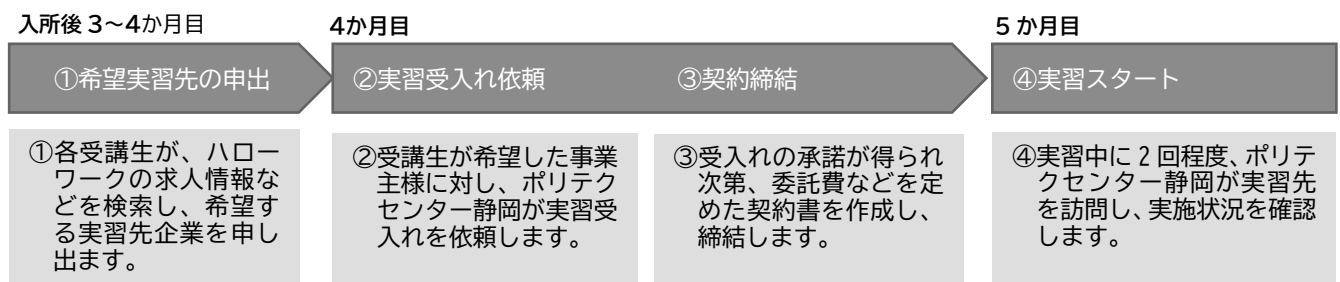 入所後3～4か月目
4か月目
5か月目
①希望実習先の申出
②実習受入れ依頼
③契約締結
④実習スタート
①各受講生が、ハロー
ワークの求人情報な
どを検索し、希望す
る実習先企業を申し
出ます。
②受講生が希望した事業
主様に対し、ポリテク
センター静岡が実習受
入れを依頼します。
③受入れの承諾が得られ
次第、委託費などを定
めた契約書を作成し、
締結します。
④実習中に2回程度、ポリテ
クセンター静岡が実習先
を訪問し、実施状況を確認
します。